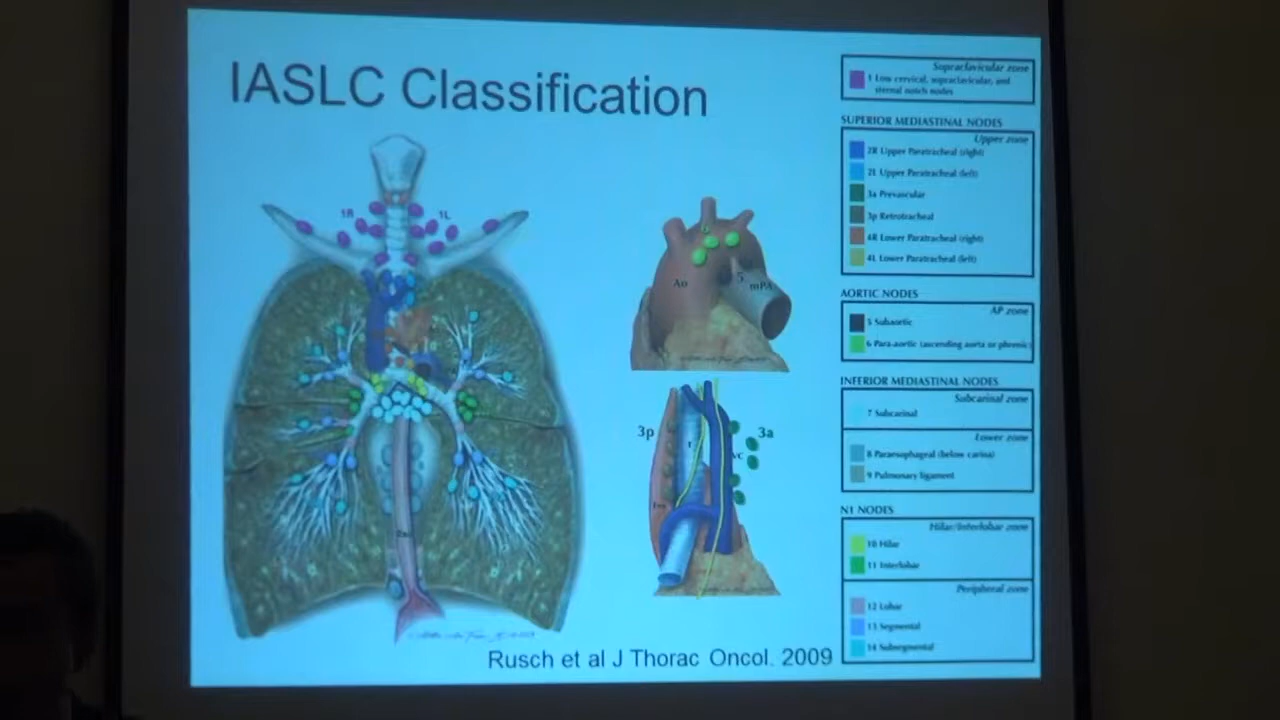 IASLC Classification
1R
1L
6
Ao
5
mPA
3p
3a
Rusch et al J Thorac Oncol. 2009
Supraclavicular zone
1 Low cervical, supraclavicular, and
sternal notch nodes
SUPERIOR MEDIASTINAL NODES
Upper zone
2R Upper Paratracheal (right)
2L Upper Paratracheal (left)
3a Prevascular
3p Retrotracheal
4R Lower Paratracheal (right)
4L Lower Paratracheal (left)
AORTIC NODES
AP zone
5 Subaortic
6 Para-aortic (ascending aorta or phrenic)
INFERIOR MEDIASTINAL NODES
Subcarinal zone
7 Subcarinal
Lower zone
8 Paraesophageal (below carina)
9 Pulmonary ligament
N1 NODES
Hilar/Interlobar zone
10 Hilar
11 Interlobar
Peripheral zone
12 Lobar
13 Segmental
14 Subsegmental